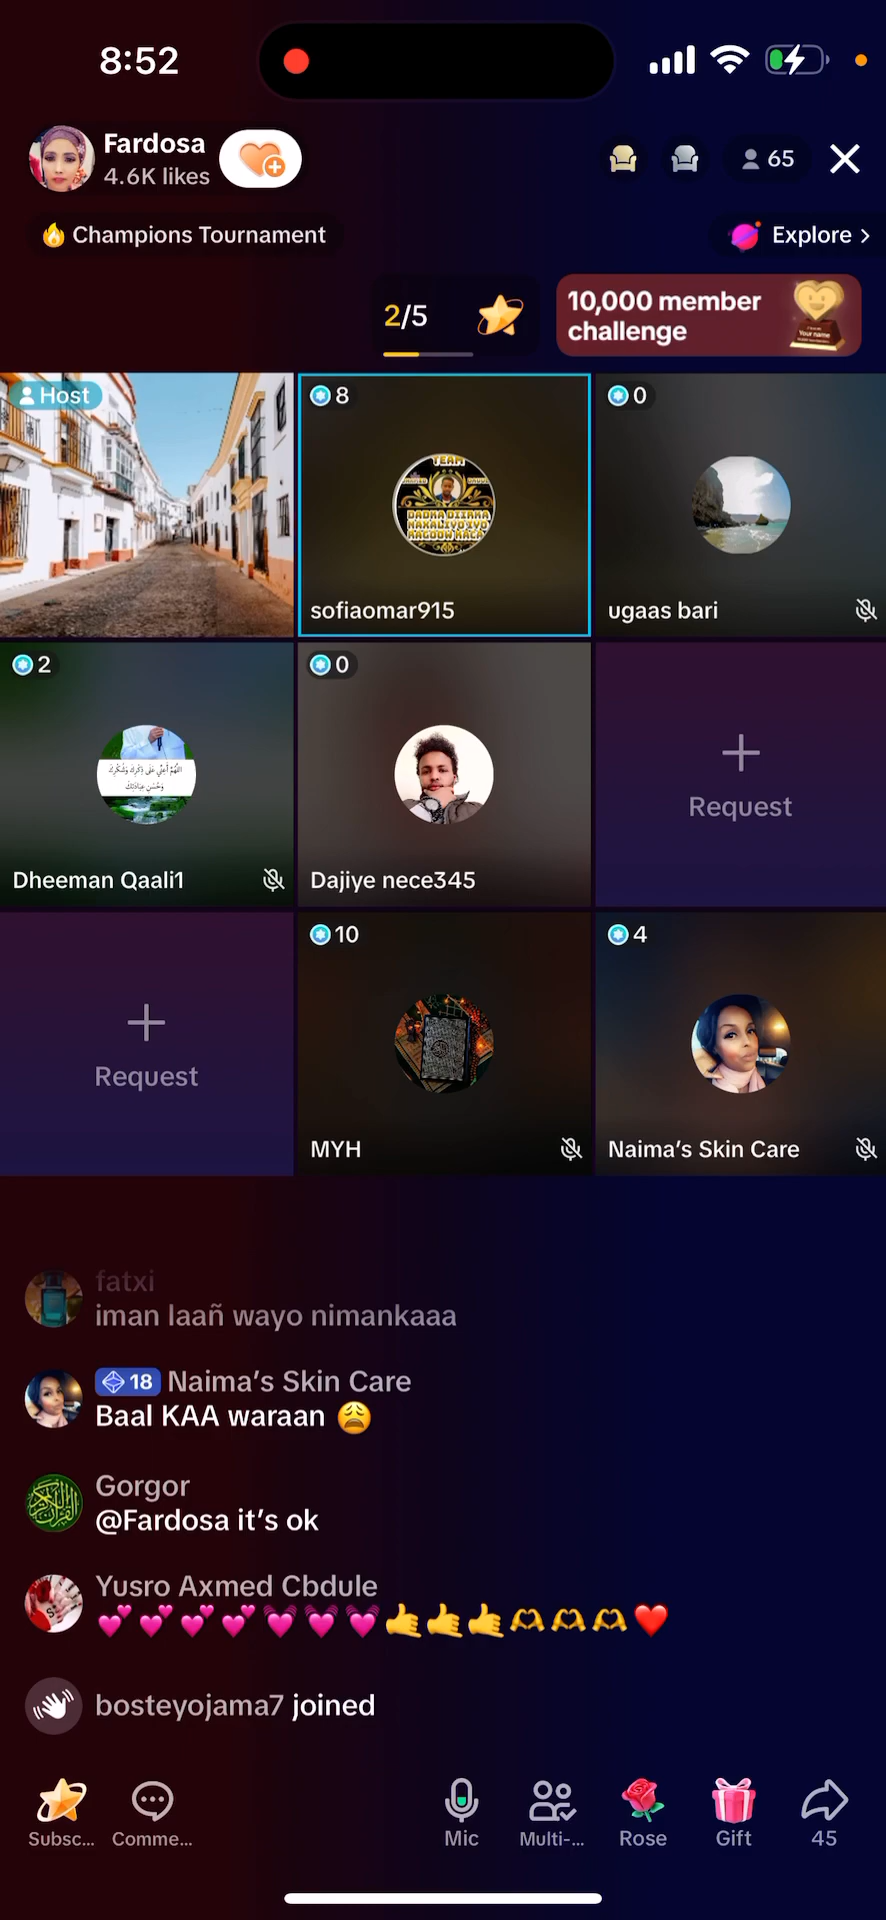 8:52
Fardosa
4.6K likes
65
Champions Tournament
Explore >
2/5
10,000 member
challenge
Host
8
0
TEAM
sofiaomar915
ugaas bari
2
0
اللَّهُمَّ أَعِنِّي عَلَى ذِكْرِكَ وَشُكْرِكَ
وَحُسْنِ عِبَادَتِكَ
Request
Dheeman Qaali1
Dajiye nece345
10
4
Request
MYH
Naima's Skin Care
fatxi
iman laañ wayo nimankaaa
18 Naima's Skin Care
Baal KAA waraan 😩
Gorgor
@Fardosa it's ok
Yusro Axmed Cbdule
💕💕💕💕💓💓💓🤙🤙🤙🫶🫶🫶❤️
bosteyojama7 joined
Subsc...
Comme...
Mic
Multi-...
Rose
Gift
45